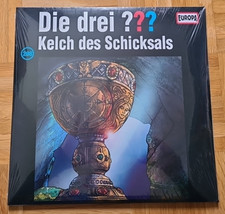 Die drei ???
EUROPA
Kelch des Schicksals